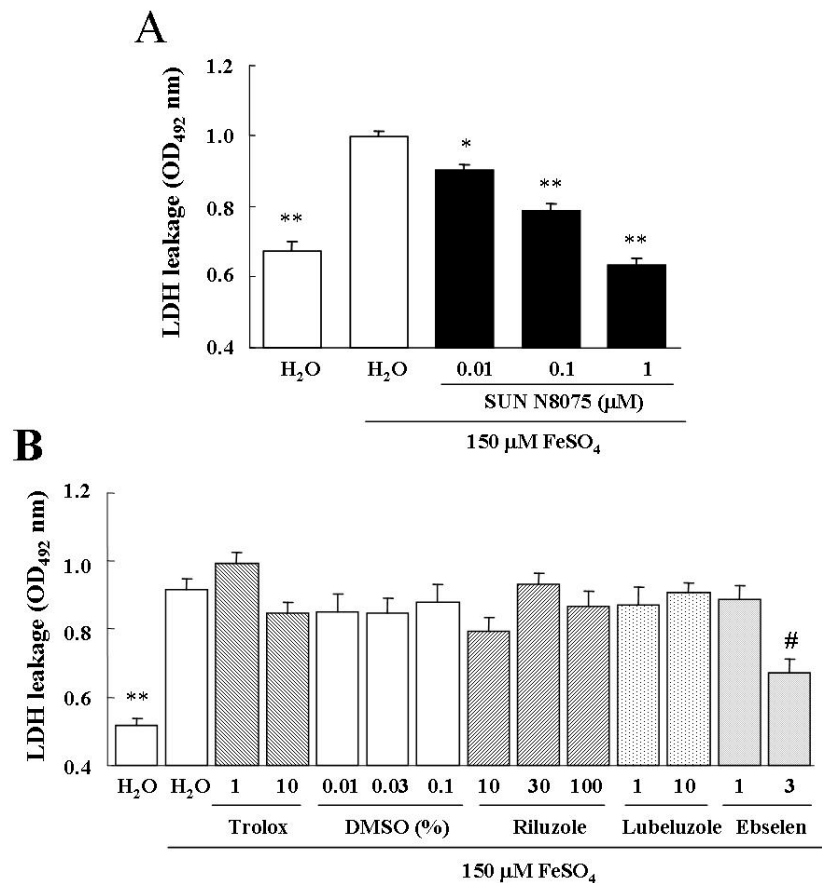 A
LDH leakage (OD492 nm)
1.2
1.0
0.8
0.6
0.4
*
**
**
**
H2O H2O 0.01 0.1 1
SUN N8075 (μM)
150 μM FeSO4
B
LDH leakage (OD492 nm)
1.2
1.0
0.8
0.6
0.4
**
#
H2O H2O 1 10 0.01 0.03 0.1 10 30 100 1 10 1 3
Trolox DMSO (%) Riluzole Lubeluzole Ebselen
150 μM FeSO4